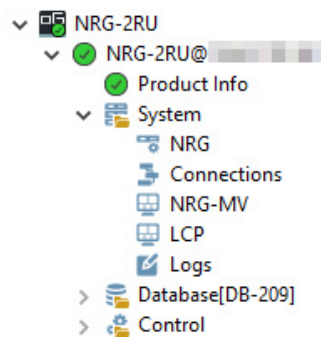 NRG-2RU
NRG-2RU@
Product Info
System
NRG
Connections
NRG-MV
LCP
Logs
Database[DB-209]
Control